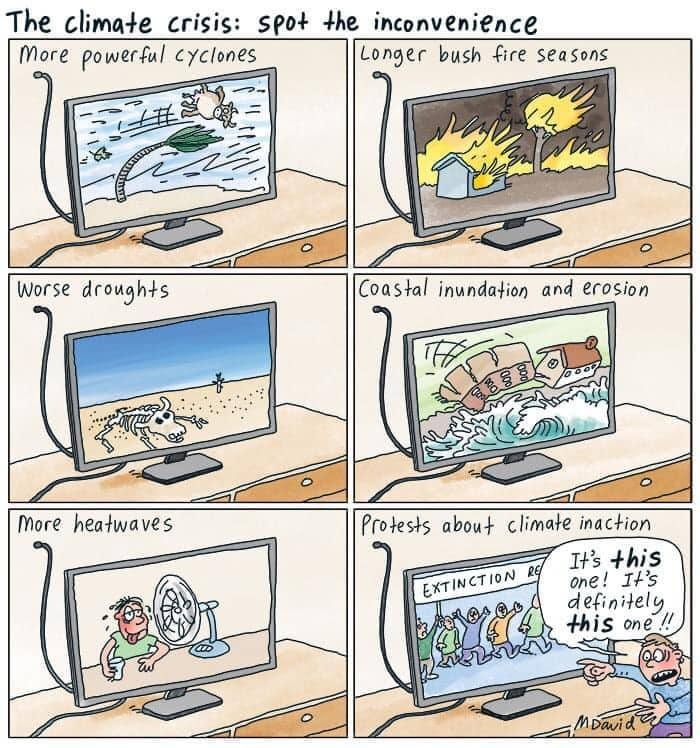 The climate crisis: spot the inconvenience
More powerful cyclones
Longer bush fire seasons
Worse droughts
Coastal inundation and erosion
More heatwaves
Protests about climate inaction
EXTINCTION RE
It's this
one! It's
definitely
this one!!
MDavid